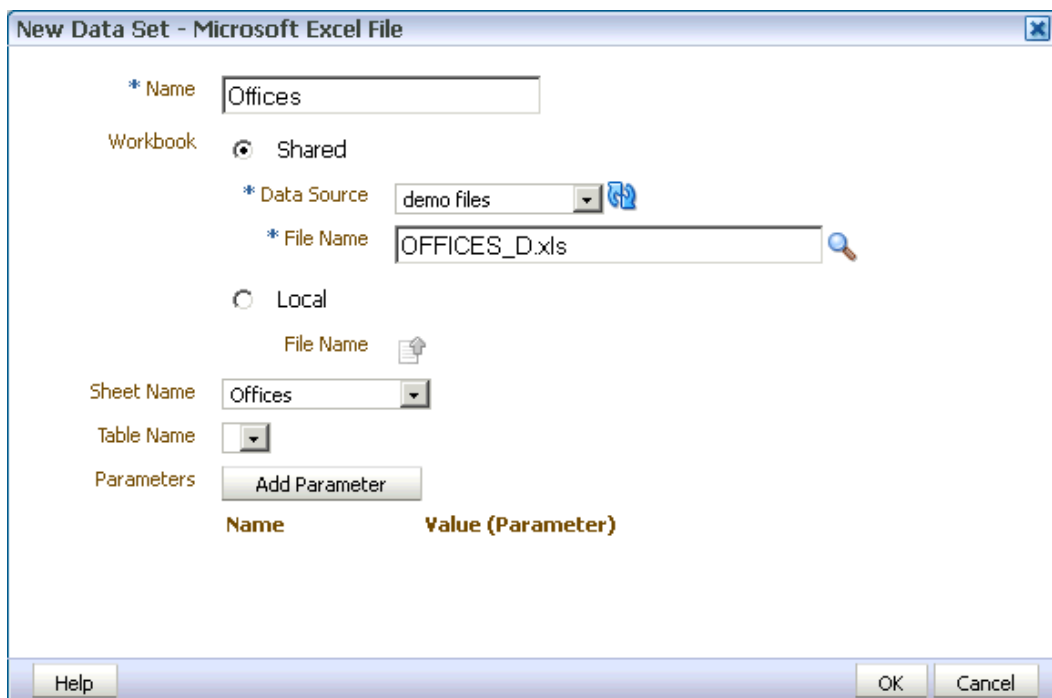 New Data Set - Microsoft Excel File
* Name Offices
Workbook Shared
* Data Source demo files
* File Name OFFICES_D.xls
Local
File Name
Sheet Name Offices
Table Name
Parameters Add Parameter
Name Value (Parameter)
Help OK Cancel